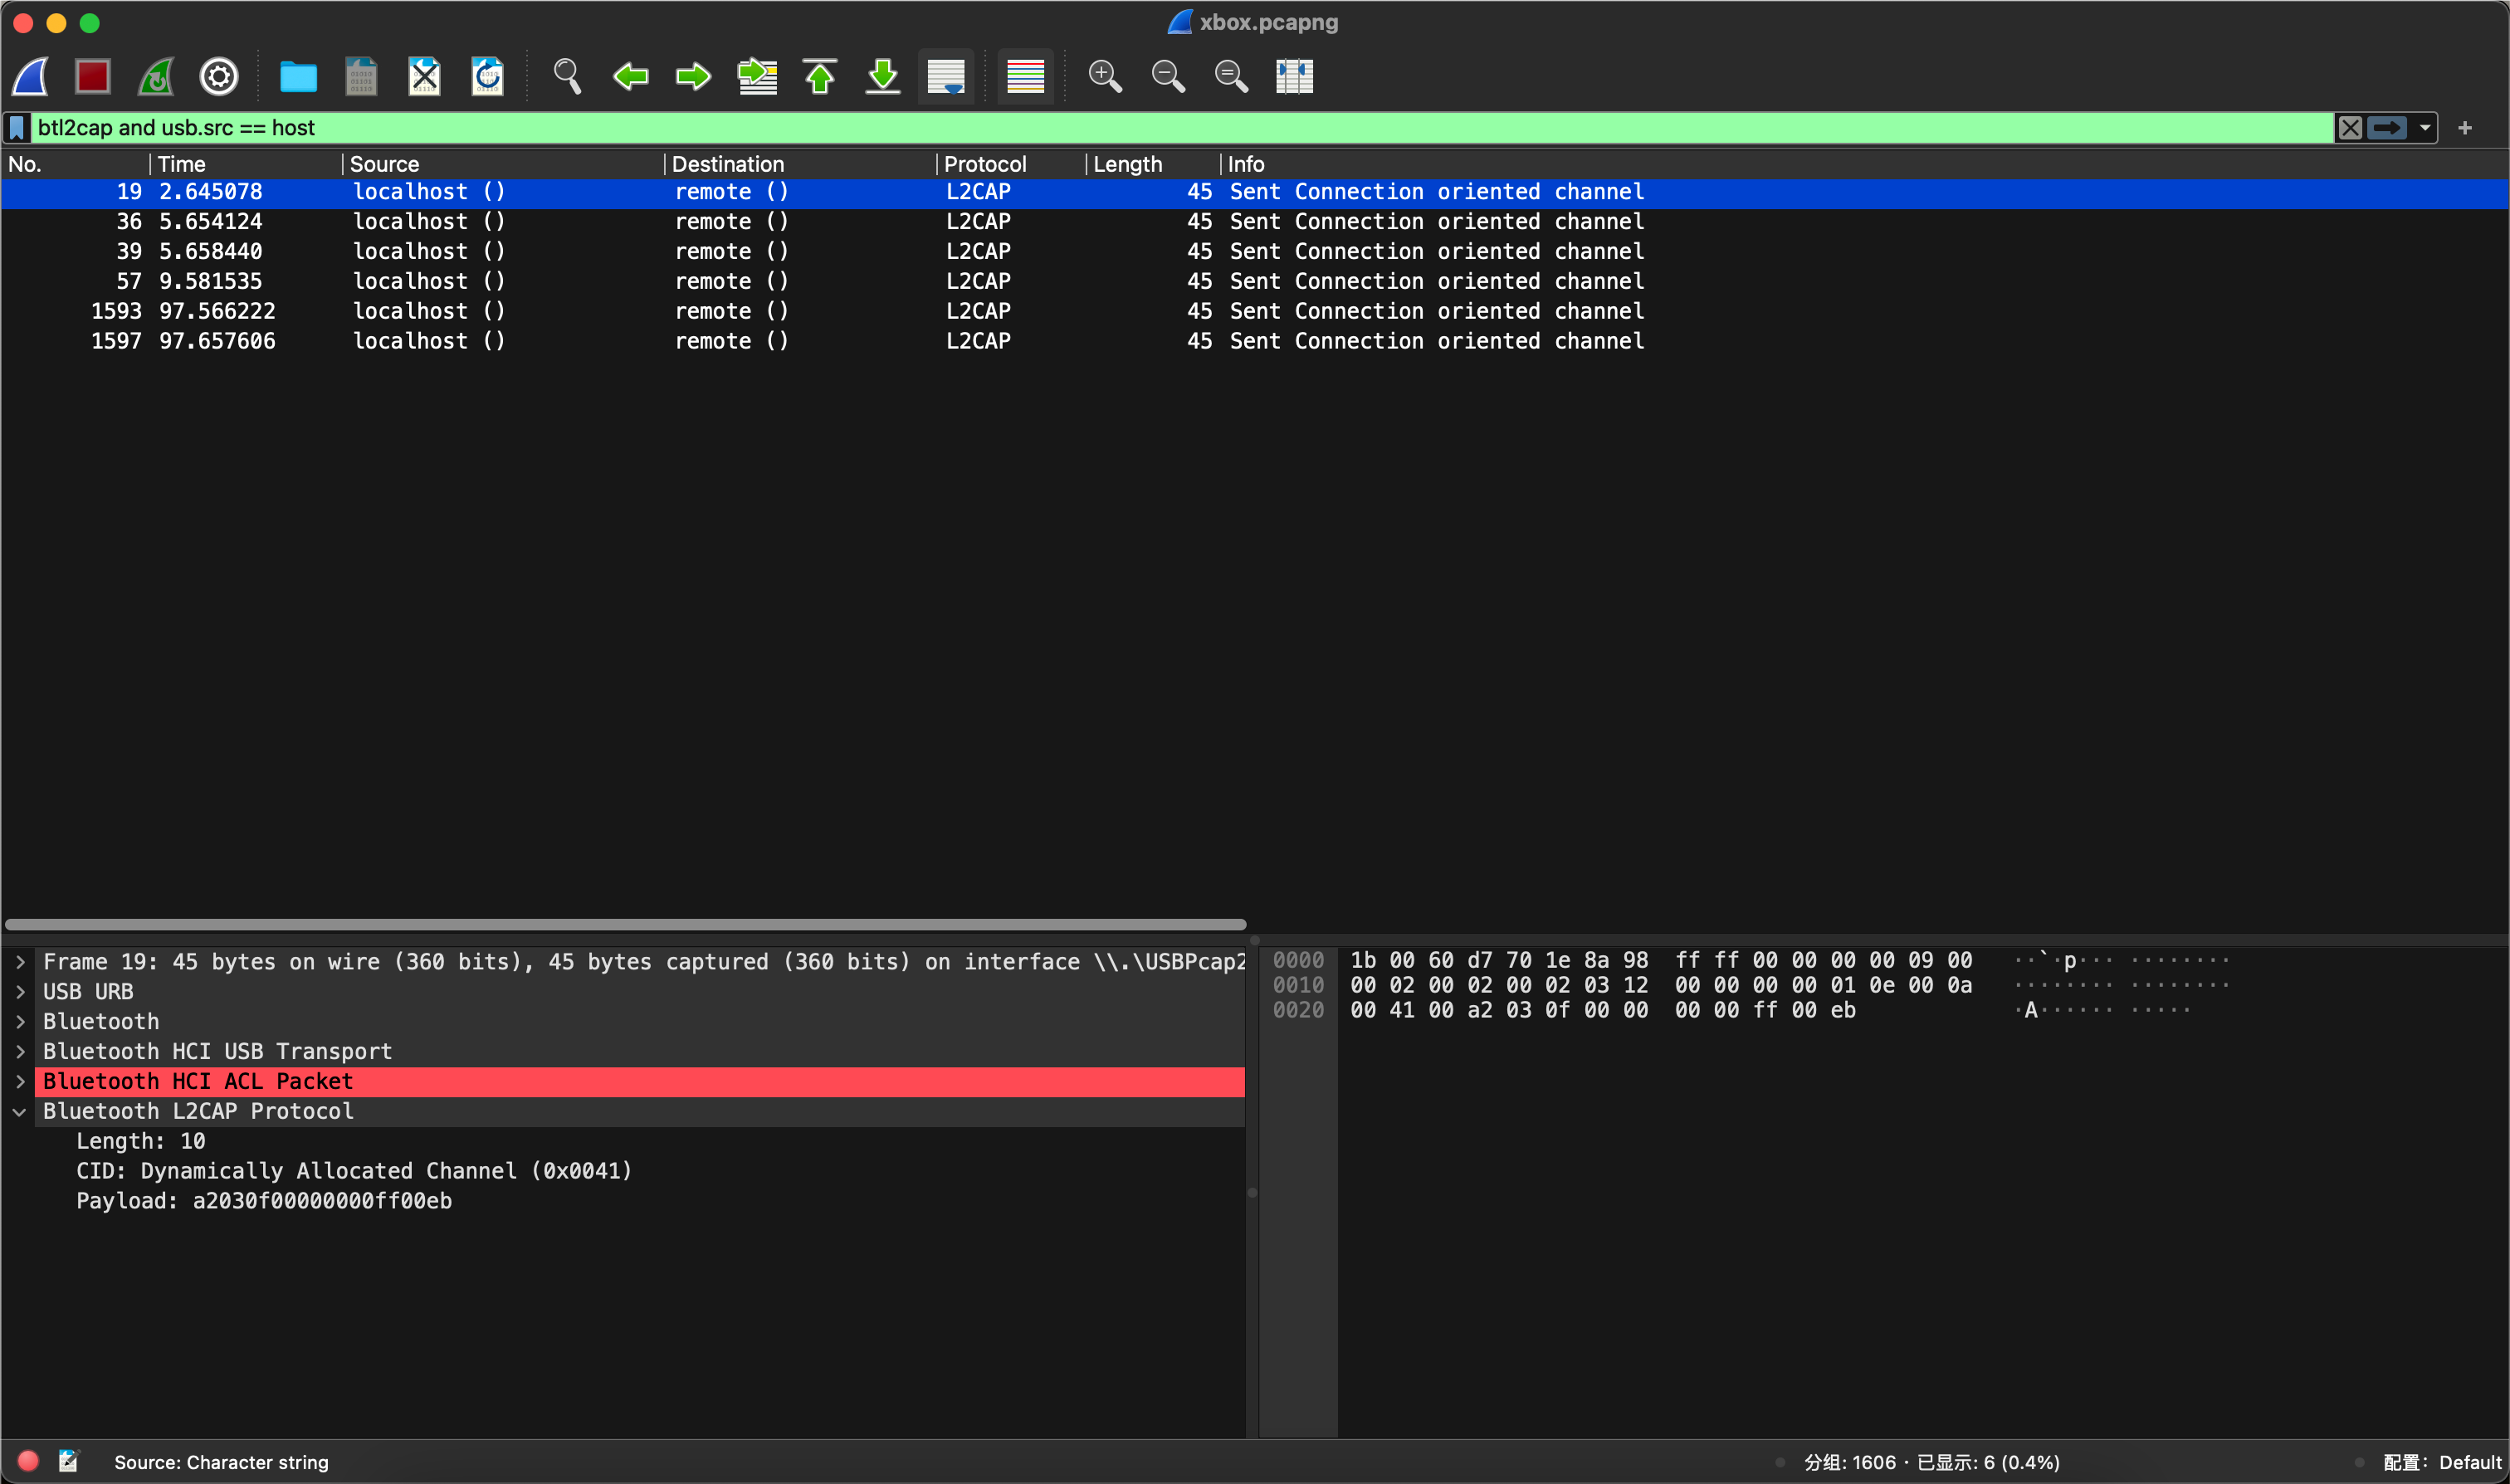 xbox.pcapng
btl2cap and usb.src == host
No. Time Source Destination Protocol Length Info
19 2.645078 localhost () remote () L2CAP 45 Sent Connection oriented channel
36 5.654124 localhost () remote () L2CAP 45 Sent Connection oriented channel
39 5.658440 localhost () remote () L2CAP 45 Sent Connection oriented channel
57 9.581535 localhost () remote () L2CAP 45 Sent Connection oriented channel
1593 97.566222 localhost () remote () L2CAP 45 Sent Connection oriented channel
1597 97.657606 localhost () remote () L2CAP 45 Sent Connection oriented channel
Frame 19: 45 bytes on wire (360 bits), 45 bytes captured (360 bits) on interface \\.\USBPcap2
USB URB
Bluetooth
Bluetooth HCI USB Transport
Bluetooth HCI ACL Packet
Bluetooth L2CAP Protocol
Length: 10
CID: Dynamically Allocated Channel (0x0041)
Payload: a2030f00000000ff00eb
0000 1b 00 60 d7 70 1e 8a 98 ff ff 00 00 00 00 09 00 ··`·p··· ········
0010 00 02 00 02 00 02 03 12 00 00 00 00 01 0e 00 0a ········ ········
0020 00 41 00 a2 03 0f 00 00 00 00 ff 00 eb ·A······ ·····
Source: Character string
分组: 1606 · 已显示: 6 (0.4%)
配置: Default